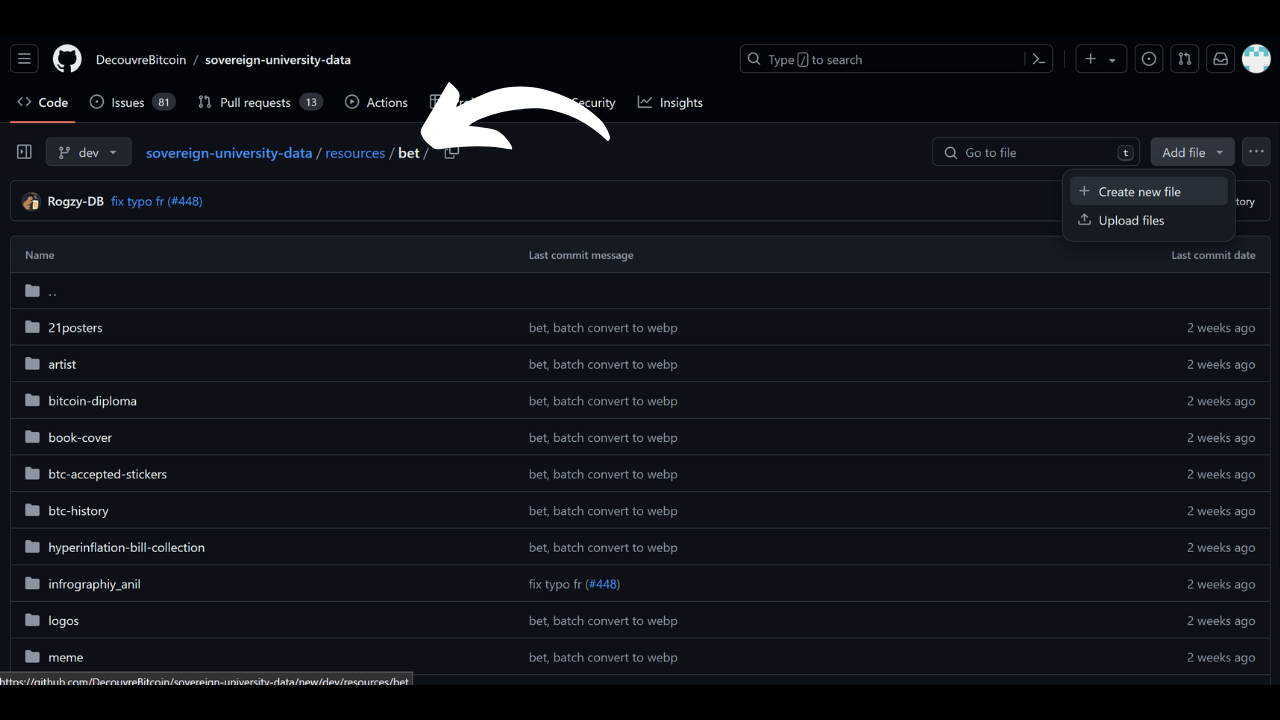 DecouvreBitcoin / sovereign-university-data
Type / to search
Code Issues 81 Pull requests 13 Actions Security Insights
dev sovereign-university-data / resources / bet / Go to file t Add file
Rogzy-DB fix typo fr (#448)
Create new file
Upload files
Name Last commit message Last commit date
..
21posters bet, batch convert to webp 2 weeks ago
artist bet, batch convert to webp 2 weeks ago
bitcoin-diploma bet, batch convert to webp 2 weeks ago
book-cover bet, batch convert to webp 2 weeks ago
btc-accepted-stickers bet, batch convert to webp 2 weeks ago
btc-history bet, batch convert to webp 2 weeks ago
hyperinflation-bill-collection bet, batch convert to webp 2 weeks ago
infrographiy_anil fix typo fr (#448) 2 weeks ago
logos bet, batch convert to webp 2 weeks ago
meme bet, batch convert to webp 2 weeks ago
https://github.com/DecouvreBitcoin/sovereign-university-data/new/dev/resources/bet